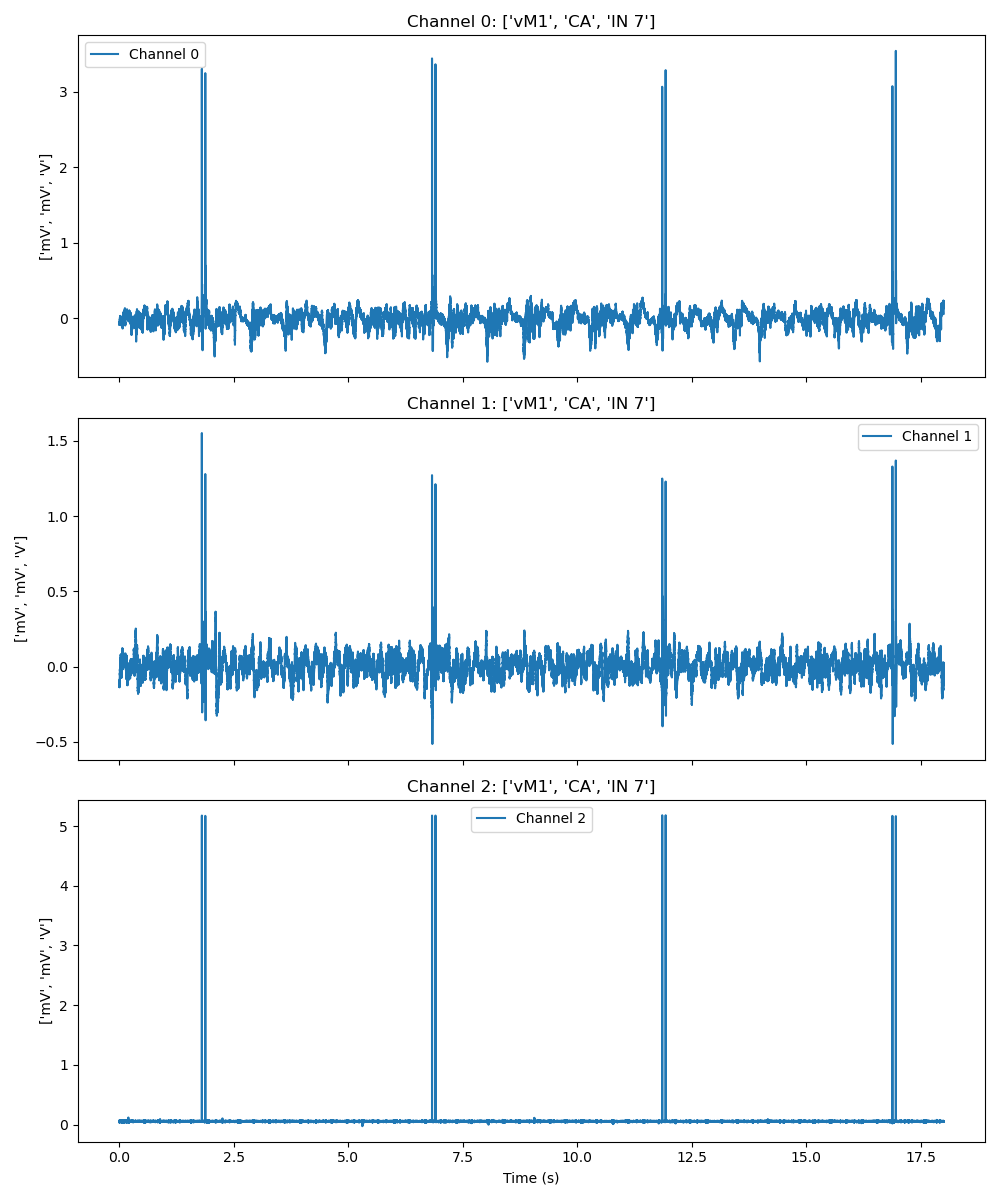 Channel 0: ['vM1', 'CA', 'IN 7']
Channel 0
3
2
1
0
['mV', 'mV', 'V']
Channel 1: ['vM1', 'CA', 'IN 7']
Channel 1
1.5
1.0
0.5
0.0
−0.5
['mV', 'mV', 'V']
Channel 2: ['vM1', 'CA', 'IN 7']
Channel 2
5
4
3
2
1
0
['mV', 'mV', 'V']
0.0 2.5 5.0 7.5 10.0 12.5 15.0 17.5
Time (s)